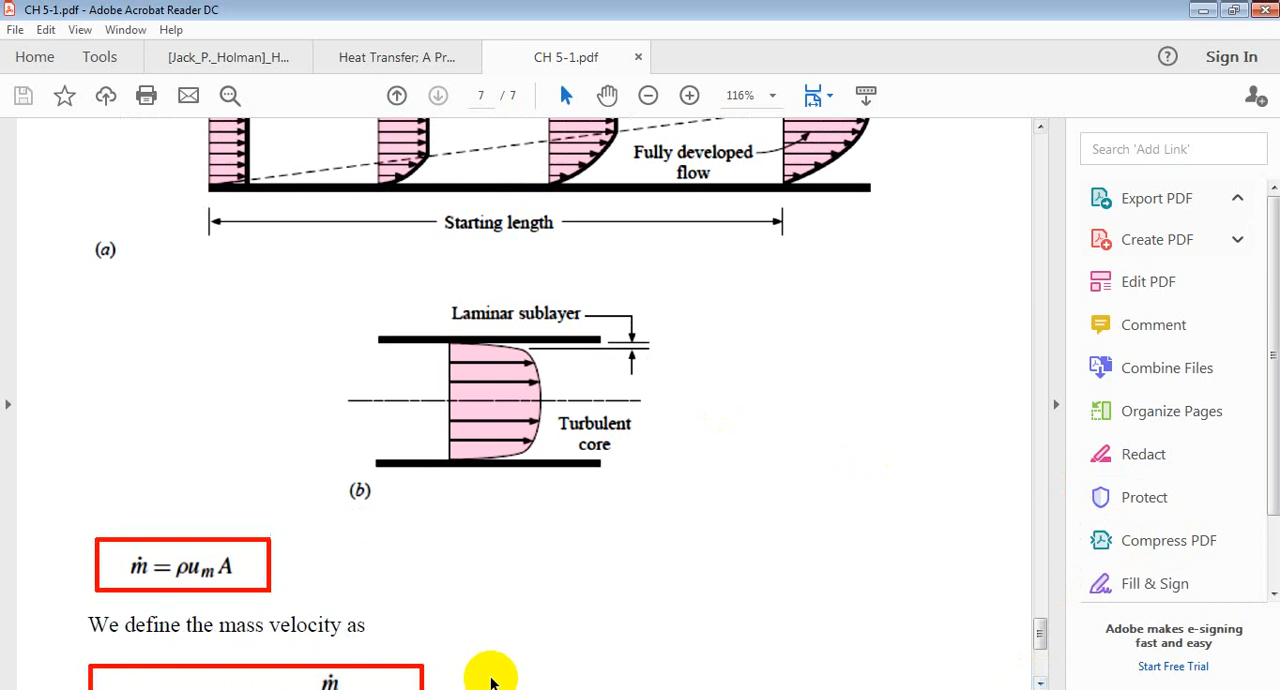 CH 5-1.pdf - Adobe Acrobat Reader DC
File Edit View Window Help
Home Tools [Jack_P._Holman]_H... Heat Transfer; A Pr... CH 5-1.pdf × ? Sign In
7 / 7 116%
Fully developed
flow
Starting length
(a)
Laminar sublayer
Turbulent
core
(b)
ṁ = ρuₘ A
We define the mass velocity as
ṁ
Search 'Add Link'
Export PDF
Create PDF
Edit PDF
Comment
Combine Files
Organize Pages
Redact
Protect
Compress PDF
Fill & Sign
Adobe makes e-signing
fast and easy
Start Free Trial